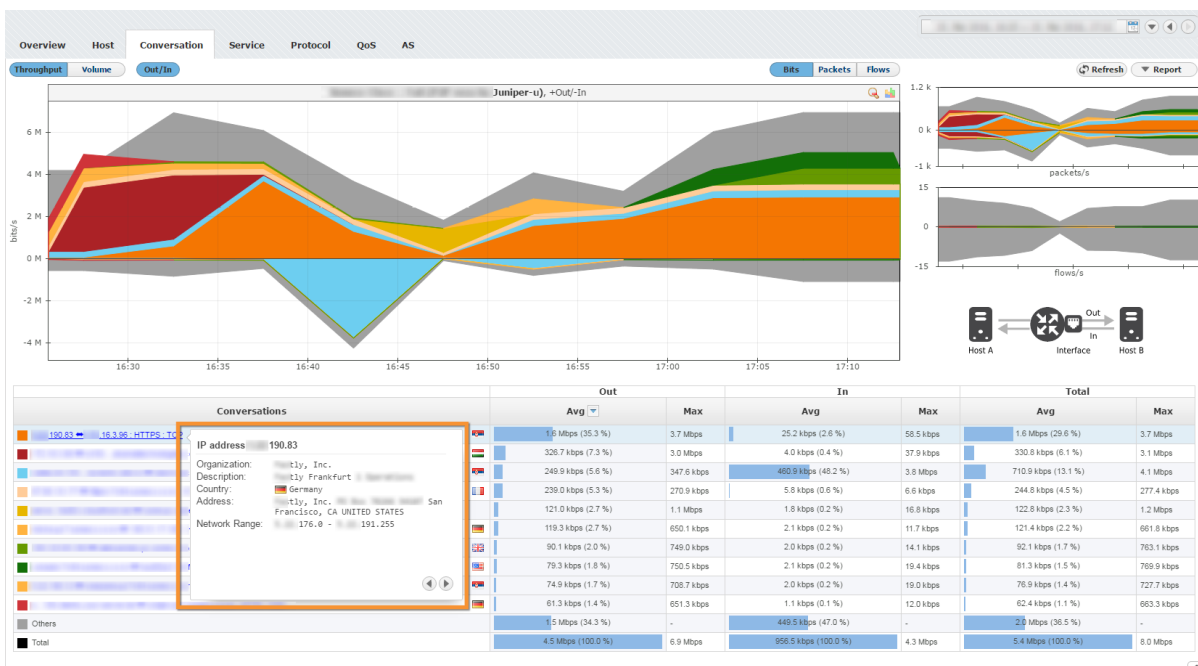 Overview Host Conversation Service Protocol QoS AS
Throughput Volume Out/In Bits Packets Flows Refresh Report
Juniper-u), +Out/-In
bits/s
6 M
4 M
2 M
0 M
-2 M
-4 M
16:30 16:35 16:40 16:45 16:50 16:55 17:00 17:05 17:10
1.2 k
0 k
-1 k
packets/s
15
0
-15
flows/s
Out
In
Host A Interface Host B
Out In Total
Conversations Avg Max Avg Max Avg Max
190.83 16.3.96 : HTTPS : TCP 1.6 Mbps (35.3 %) 3.7 Mbps 25.2 kbps (2.6 %) 58.5 kbps 1.6 Mbps (29.6 %) 3.7 Mbps
326.7 kbps (7.3 %) 3.0 Mbps 4.0 kbps (0.4 %) 37.9 kbps 330.8 kbps (6.1 %) 3.1 Mbps
249.9 kbps (5.6 %) 347.6 kbps 460.9 kbps (48.2 %) 3.8 Mbps 710.9 kbps (13.1 %) 4.1 Mbps
239.0 kbps (5.3 %) 270.9 kbps 5.8 kbps (0.6 %) 6.6 kbps 244.8 kbps (4.5 %) 277.4 kbps
121.0 kbps (2.7 %) 1.1 Mbps 1.8 kbps (0.2 %) 16.8 kbps 122.8 kbps (2.3 %) 1.2 Mbps
119.3 kbps (2.7 %) 650.1 kbps 2.1 kbps (0.2 %) 11.7 kbps 121.4 kbps (2.2 %) 661.8 kbps
90.1 kbps (2.0 %) 749.0 kbps 2.0 kbps (0.2 %) 14.1 kbps 92.1 kbps (1.7 %) 763.1 kbps
79.3 kbps (1.8 %) 750.5 kbps 2.1 kbps (0.2 %) 19.4 kbps 81.3 kbps (1.5 %) 769.9 kbps
74.9 kbps (1.7 %) 708.7 kbps 2.0 kbps (0.2 %) 19.0 kbps 76.9 kbps (1.4 %) 727.7 kbps
61.3 kbps (1.4 %) 651.3 kbps 1.1 kbps (0.1 %) 12.0 kbps 62.4 kbps (1.1 %) 663.3 kbps
Others 1.5 Mbps (34.3 %) - 449.5 kbps (47.0 %) - 2.0 Mbps (36.5 %) -
Total 4.5 Mbps (100.0 %) 6.9 Mbps 956.5 kbps (100.0 %) 4.3 Mbps 5.4 Mbps (100.0 %) 8.0 Mbps
IP address 190.83
Organization: tly, Inc.
Description: tly Frankfurt
Country: Germany
Address: tly, Inc. San
Francisco, CA UNITED STATES
Network Range: 176.0 - 191.255